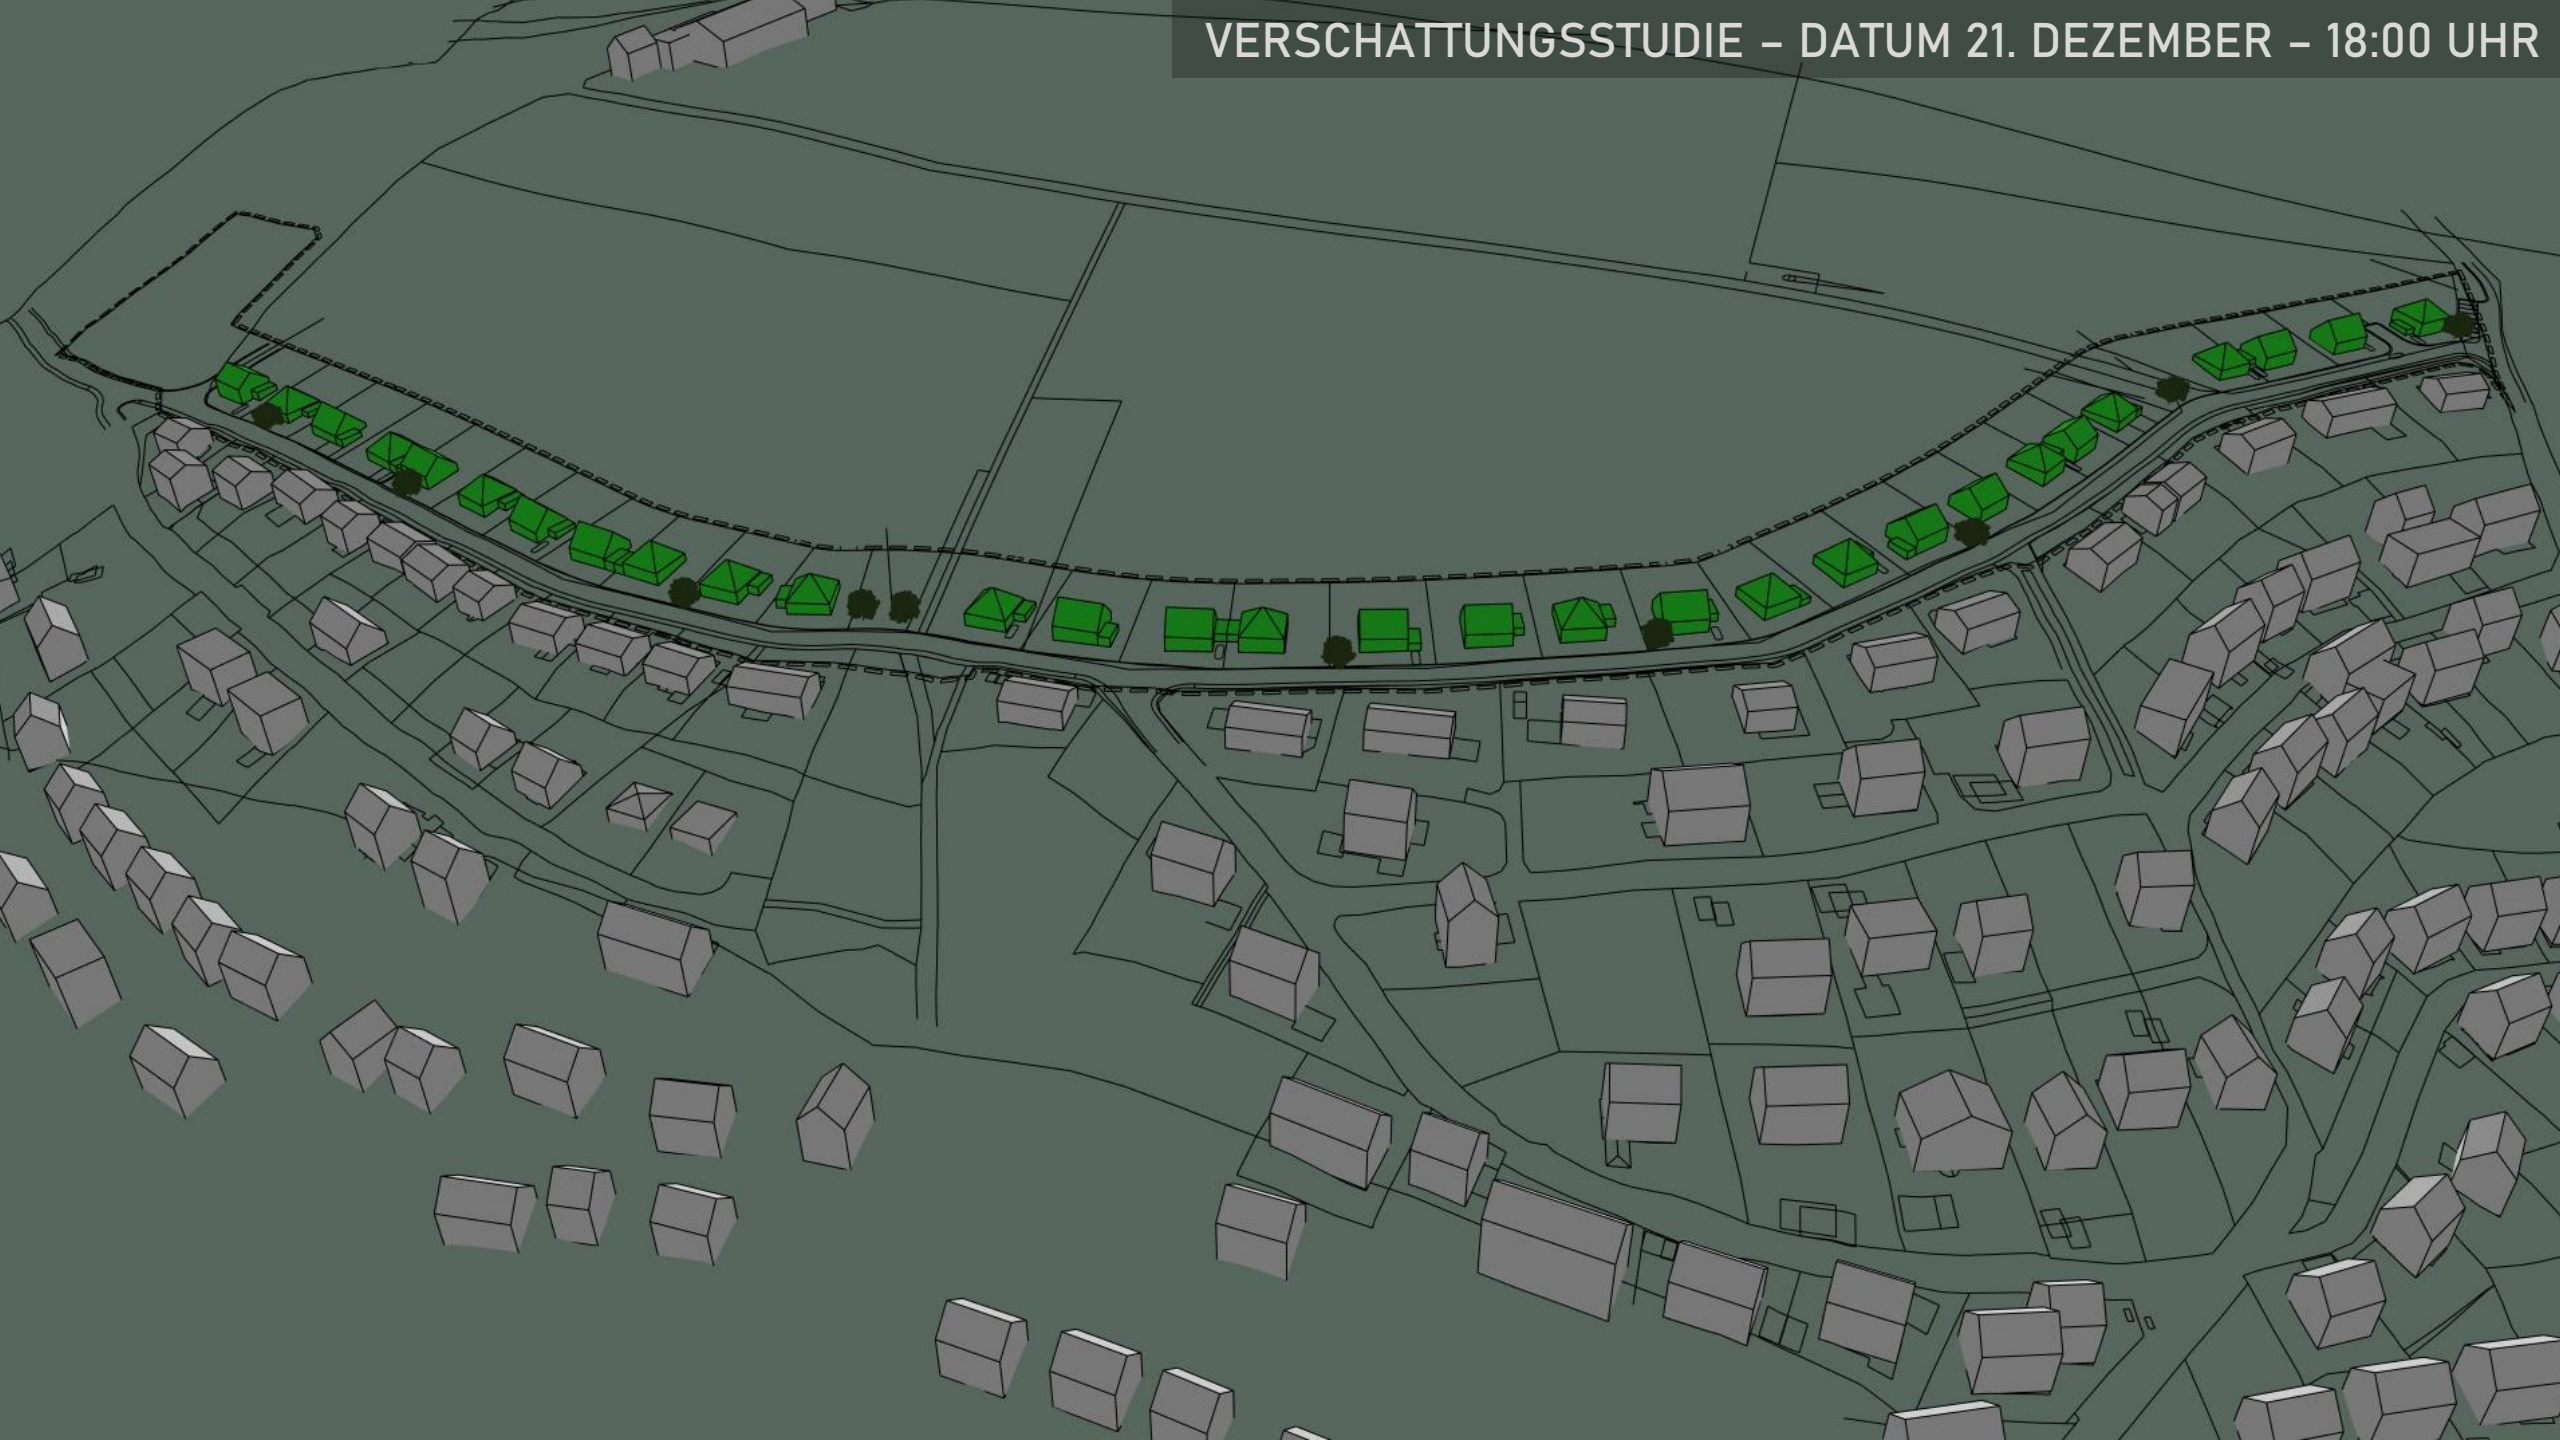 VERSCHATTUNGSSTUDIE – DATUM 21. DEZEMBER – 18:00 UHR